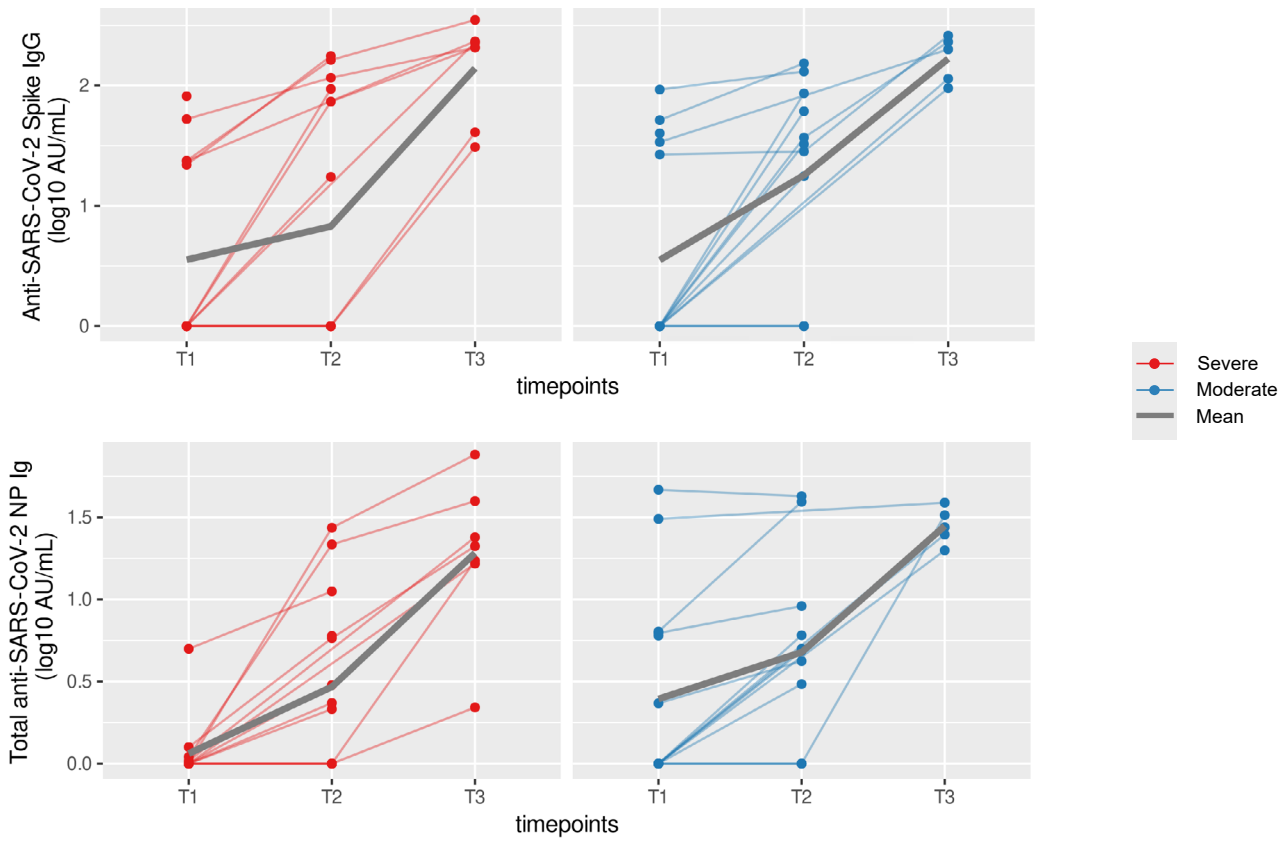 Anti-SARS-CoV-2 Spike IgG
(log10 AU/mL)
2
1
0
T1
T2
T3
T1
T2
T3
timepoints
Severe
Moderate
Mean
Total anti-SARS-CoV-2 NP Ig
(log10 AU/mL)
1.5
1.0
0.5
0.0
T1
T2
T3
T1
T2
T3
timepoints